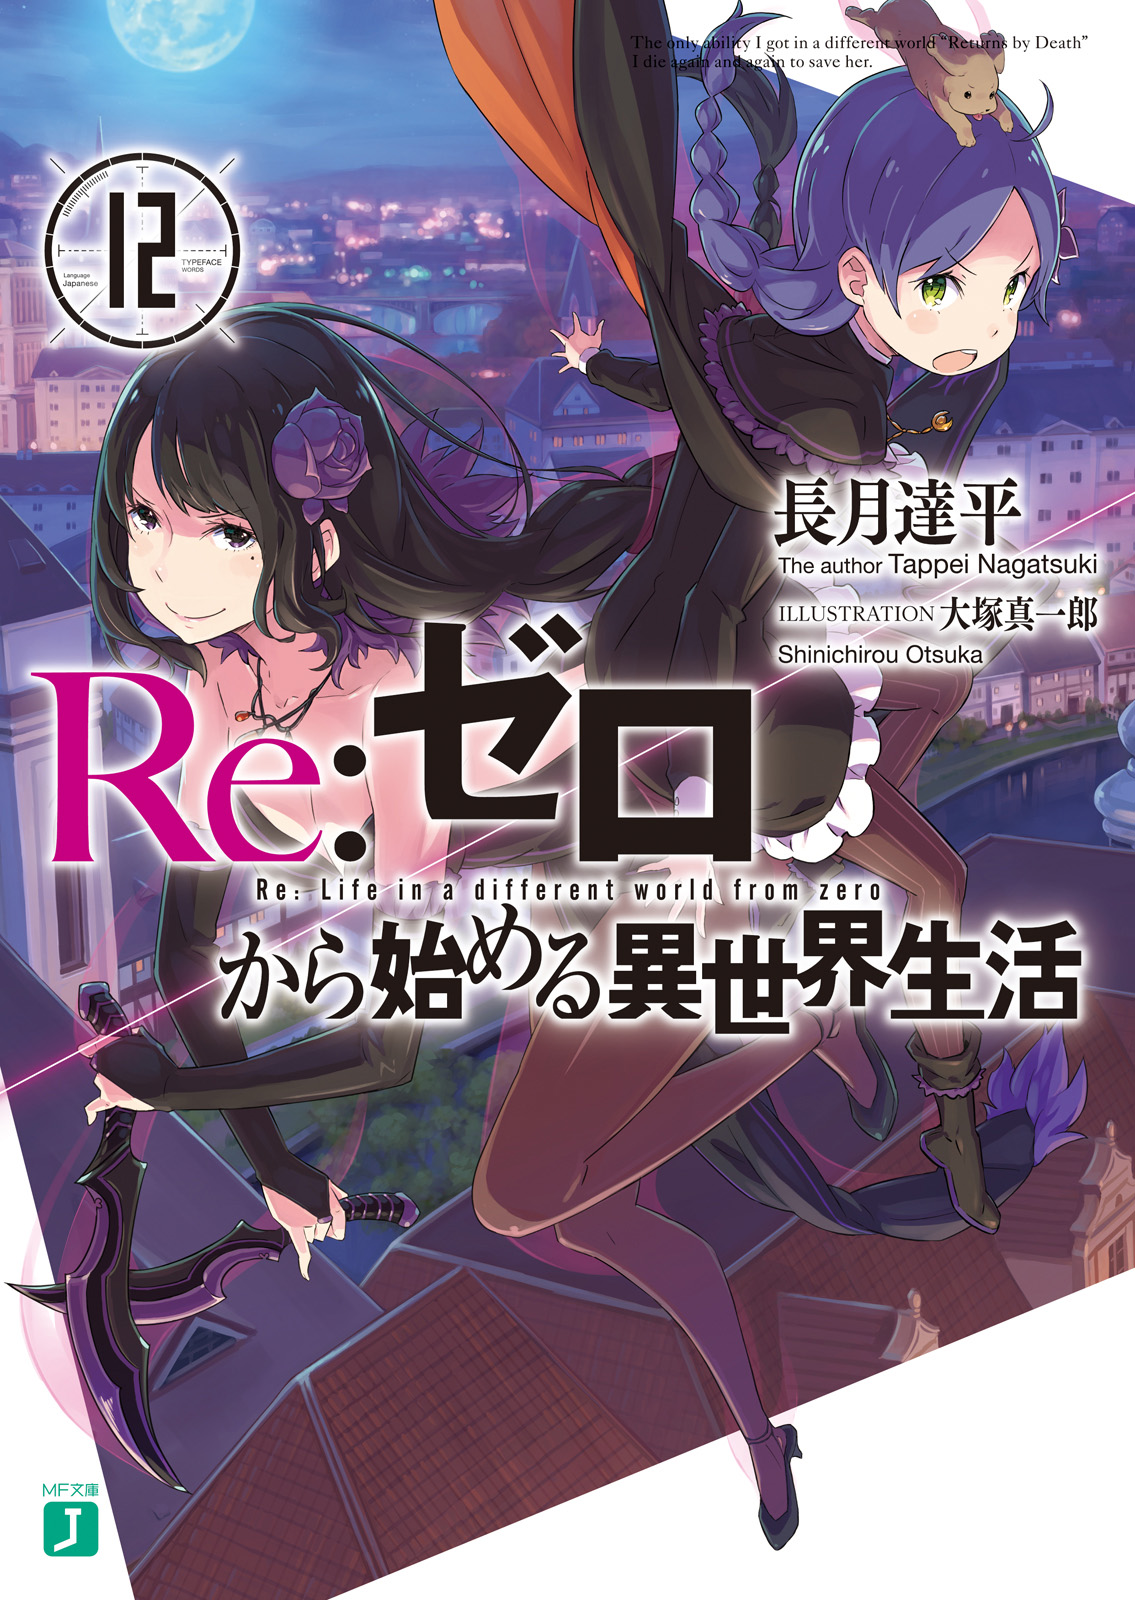 The only ability I got in a different world “Returns by Death”
I die again and again to save her.
12
Language
Japanese
TYPEFACE
WORDS
長月達平
The author Tappei Nagatsuki
ILLUSTRATION 大塚真一郎
Shinichirou Otsuka
Re:ゼロ
Re: Life in a different world from zero
から始める異世界生活
MF文庫
J